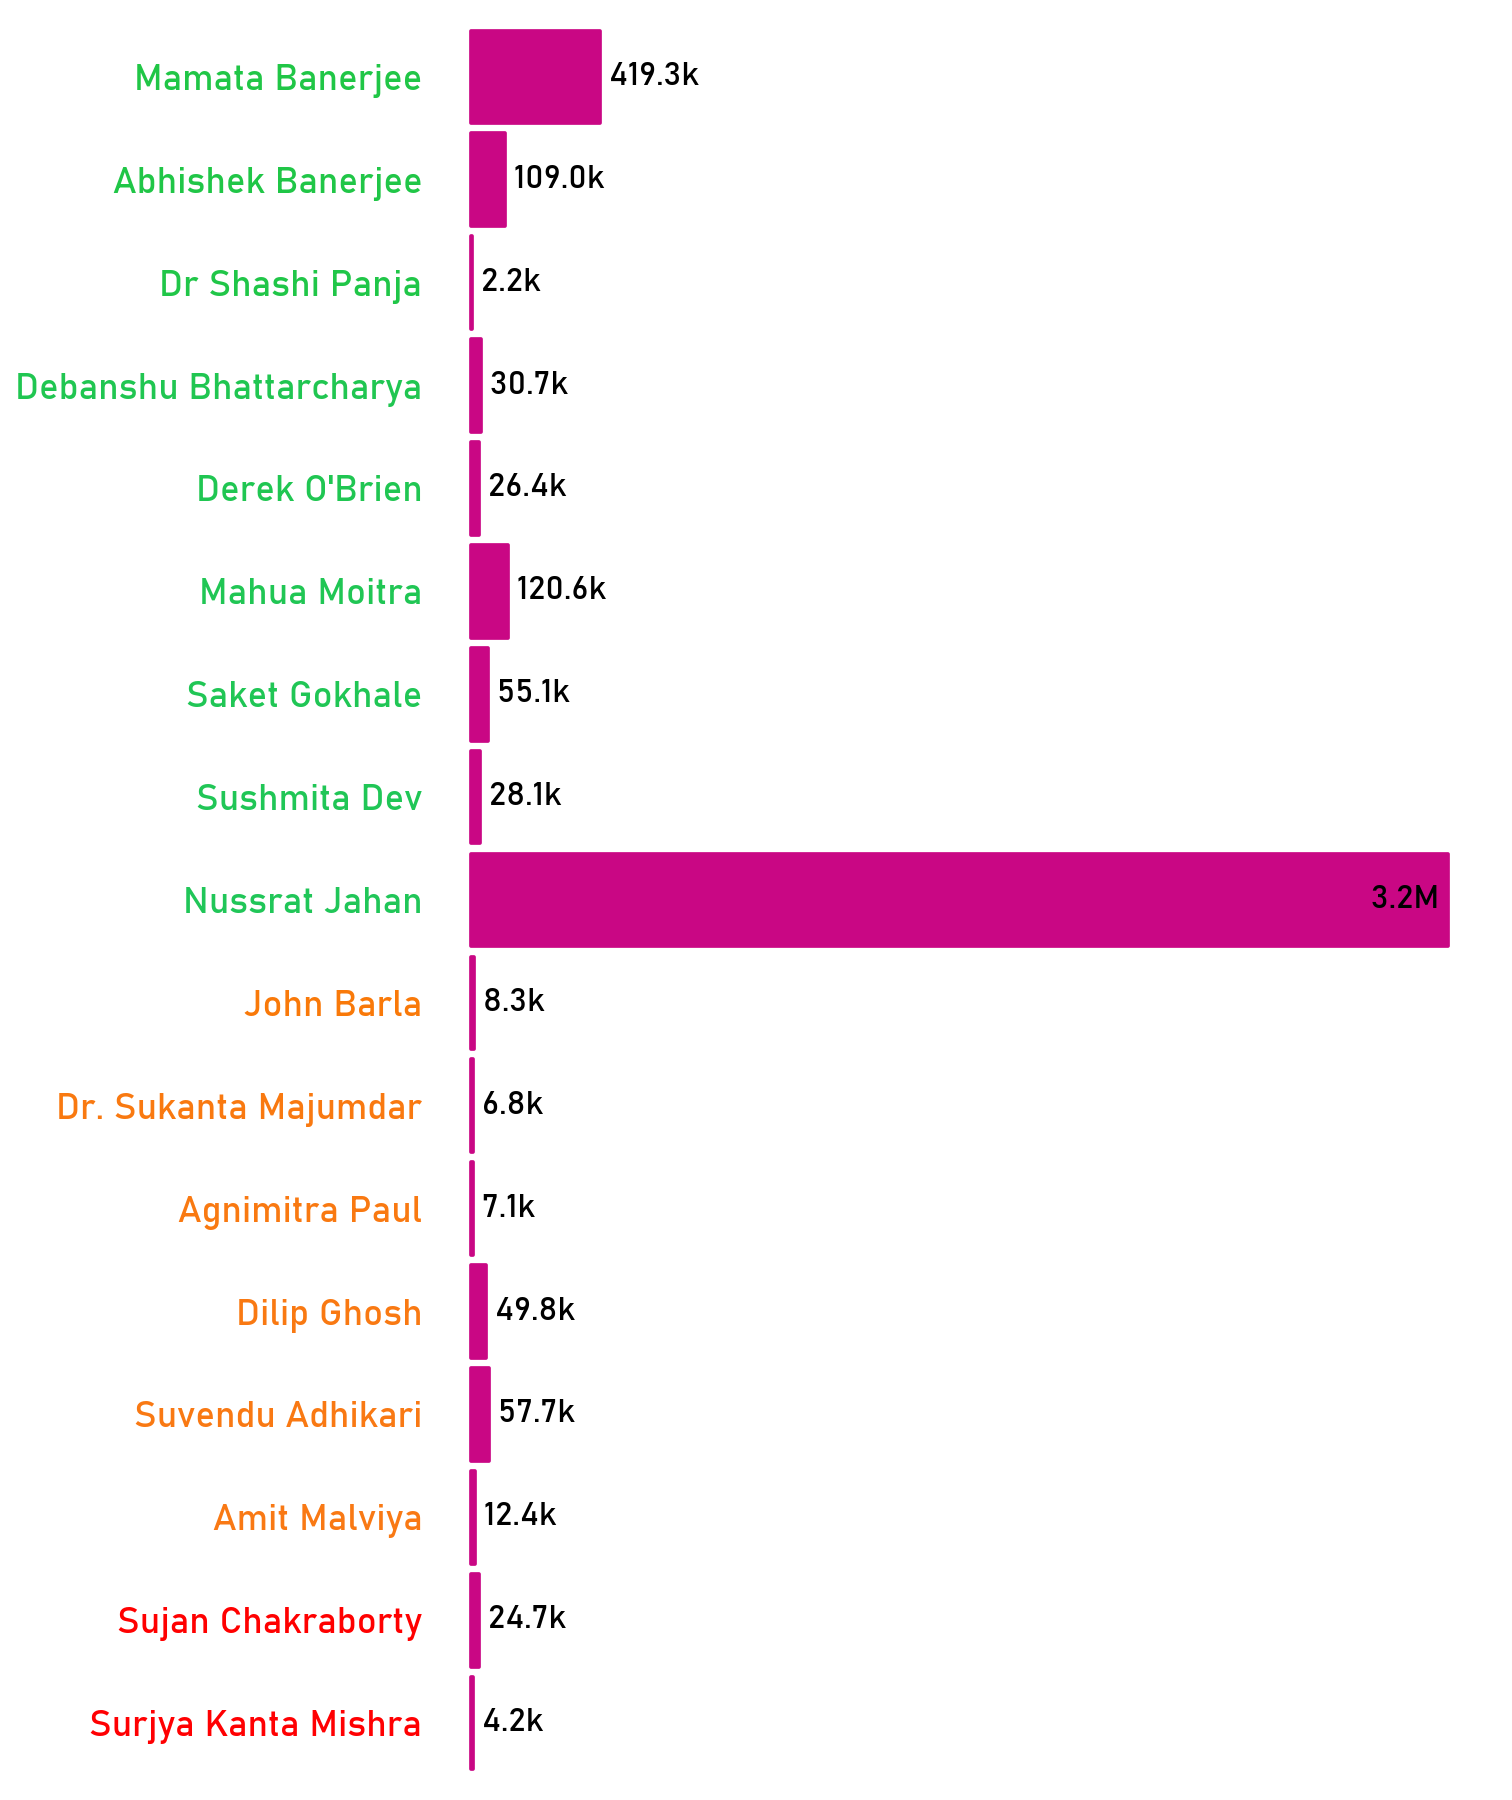 Mamata Banerjee 419.3k
Abhishek Banerjee 109.0k
Dr Shashi Panja 2.2k
Debanshu Bhattarcharya 30.7k
Derek O'Brien 26.4k
Mahua Moitra 120.6k
Saket Gokhale 55.1k
Sushmita Dev 28.1k
Nussrat Jahan 3.2M
John Barla 8.3k
Dr. Sukanta Majumdar 6.8k
Agnimitra Paul 7.1k
Dilip Ghosh 49.8k
Suvendu Adhikari 57.7k
Amit Malviya 12.4k
Sujan Chakraborty 24.7k
Surjya Kanta Mishra 4.2k